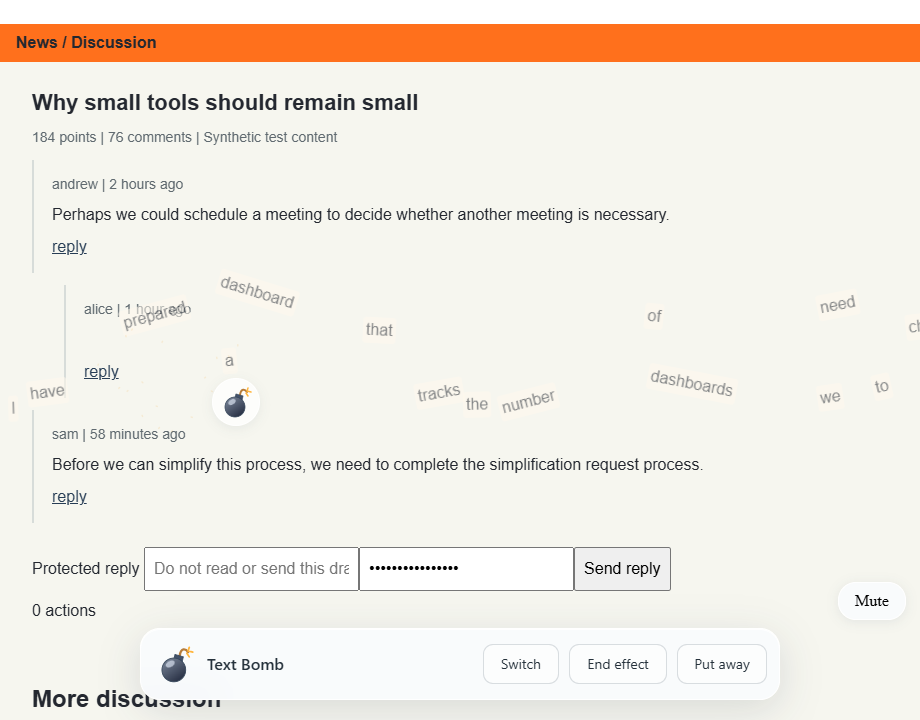 News / Discussion
Why small tools should remain small
184 points | 76 comments | Synthetic test content
andrew | 2 hours ago
Perhaps we could schedule a meeting to decide whether another meeting is necessary.
reply
alice | 1 hour ago
I have prepared a dashboard that tracks the number of dashboards we need to
reply
sam | 58 minutes ago
Before we can simplify this process, we need to complete the simplification request process.
reply
Protected reply Do not read or send this dra •••••••••••••••• Send reply
0 actions
Mute
Text Bomb Switch End effect Put away
More discussion